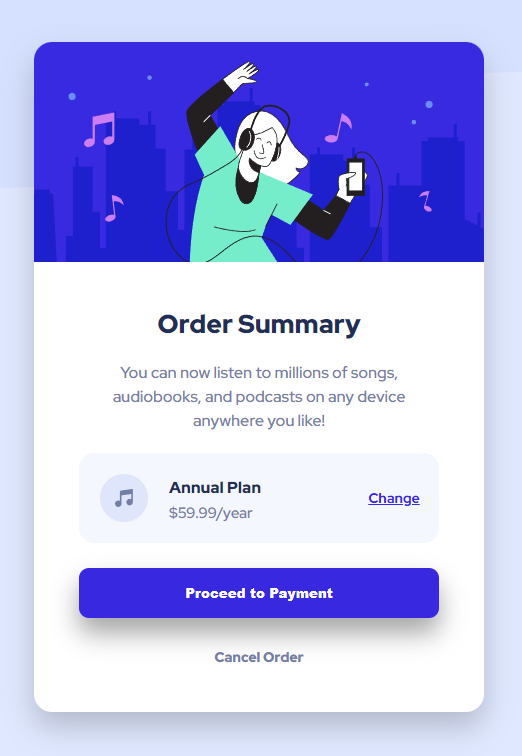 Order Summary
You can now listen to millions of songs,
audiobooks, and podcasts on any device
anywhere you like!
Annual Plan
$59.99/year
Change
Proceed to Payment
Cancel Order